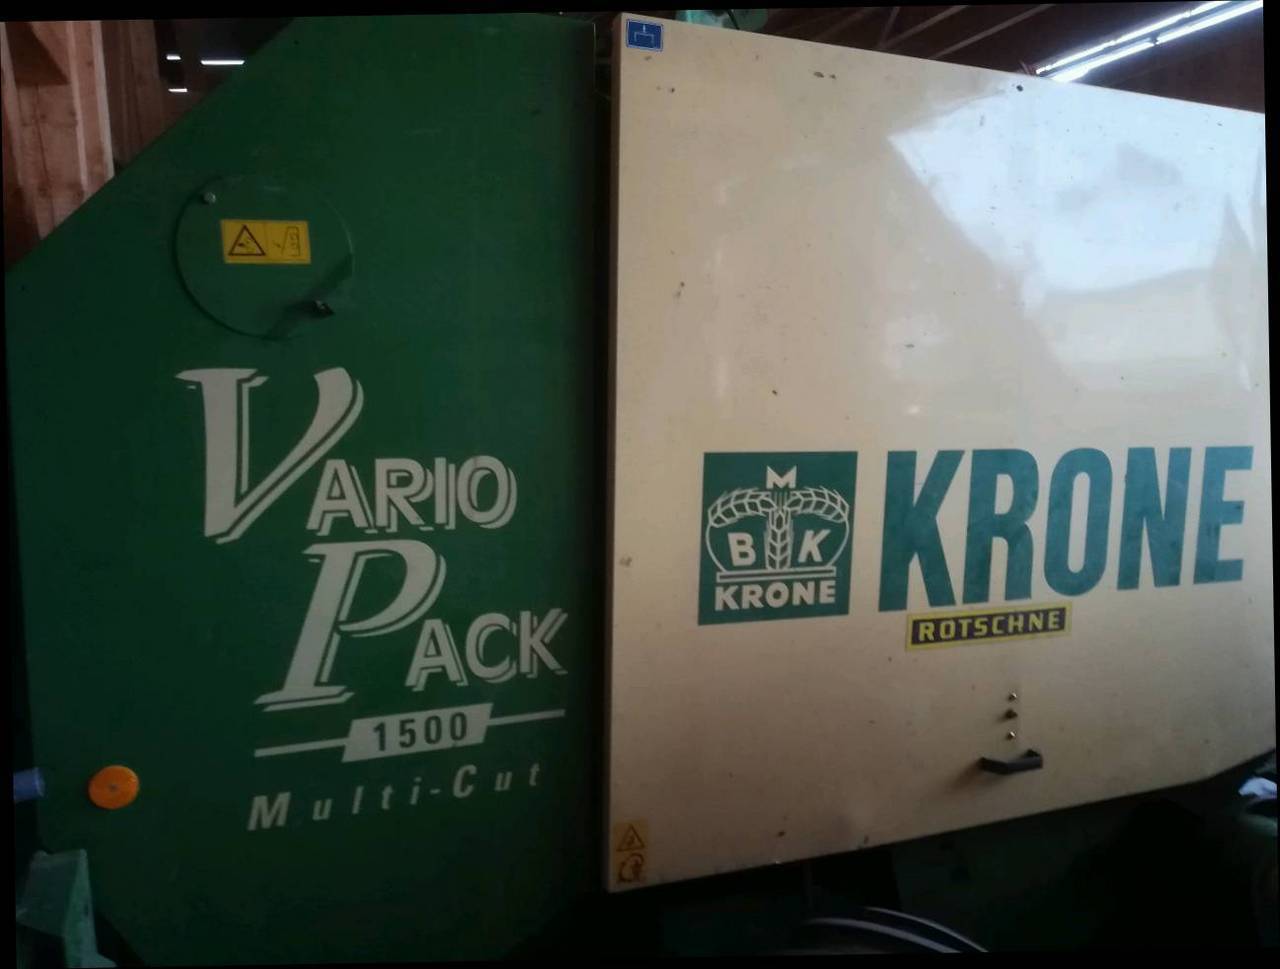 VARIO
PACK
1500
Multi-Cut
M
B K
KRONE
KRONE
ROTSCHNE